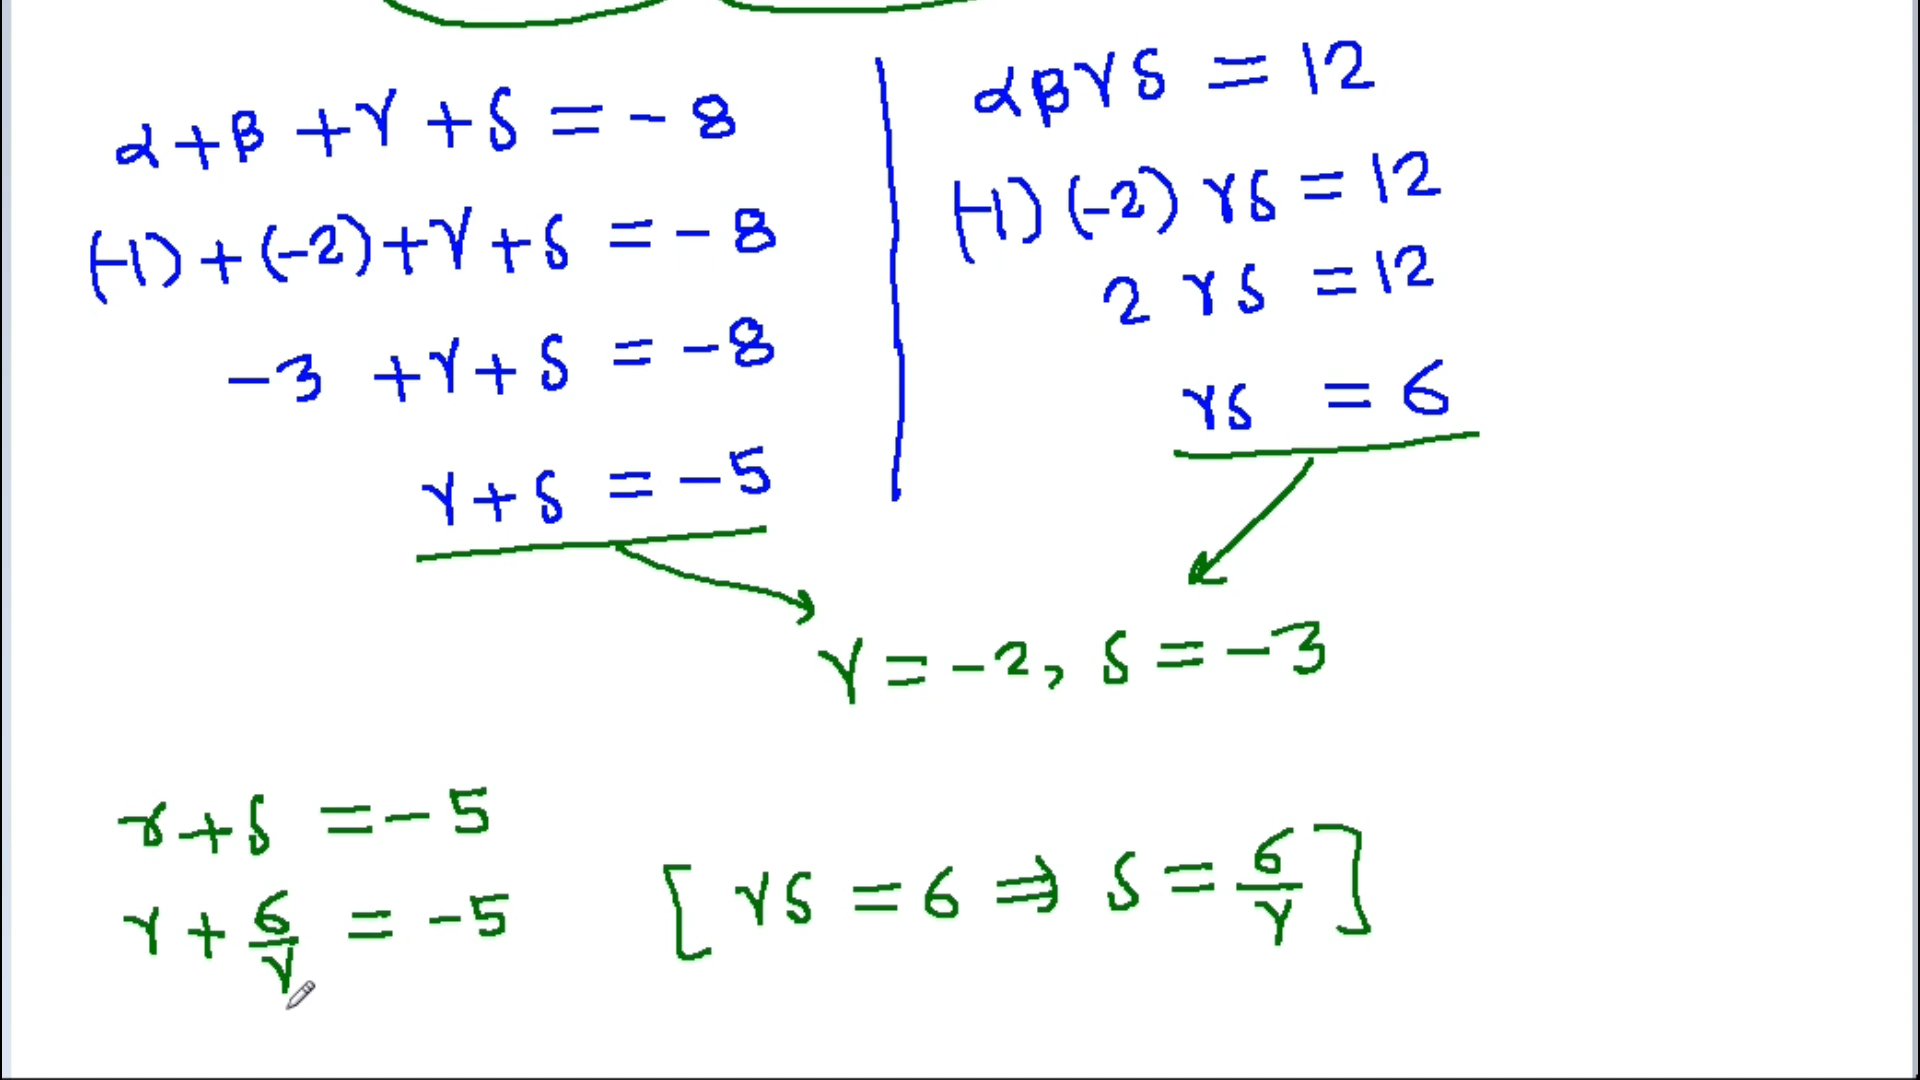 α+β+γ+δ=-8
(-1)+(-2)+γ+δ=-8
-3+γ+δ=-8
γ+δ=-5
αβγδ=12
(-1)(-2)γδ=12
2γδ=12
γδ=6
γ=-2, δ=-3
γ+δ=-5
γ+6/γ=-5
[γδ=6⇒δ=6/γ]